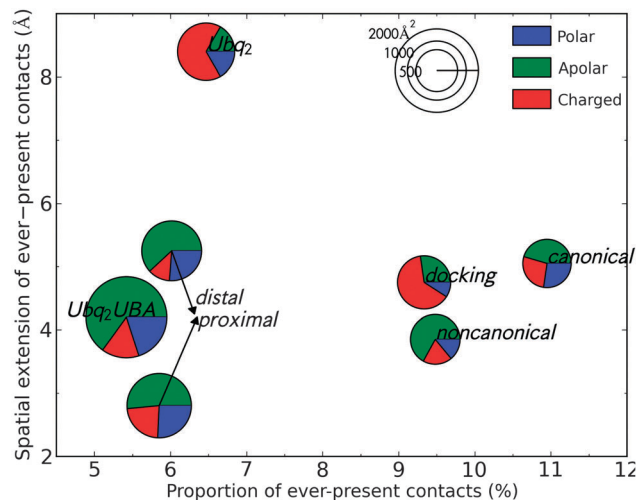 Ubq2
2000Å2
1000
500
Polar
Apolar
Charged
8
6
4
2
Spatial extension of ever−present contacts (Å)
canonical
docking
distal
Ubq2UBA
proximal
noncanonical
5 6 7 8 9 10 11 12
Proportion of ever-present contacts (%)